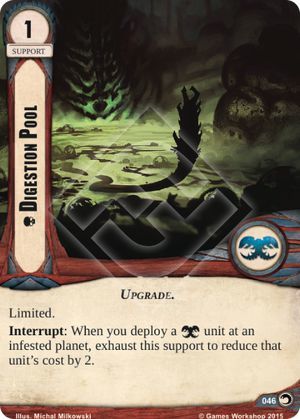 1
SUPPORT
DIGESTION POOL
UPGRADE.
Limited.
Interrupt: When you deploy a unit at an
infested planet, exhaust this support to reduce that
unit's cost by 2.
046
Illus. Michal Milkowski
© Games Workshop 2015